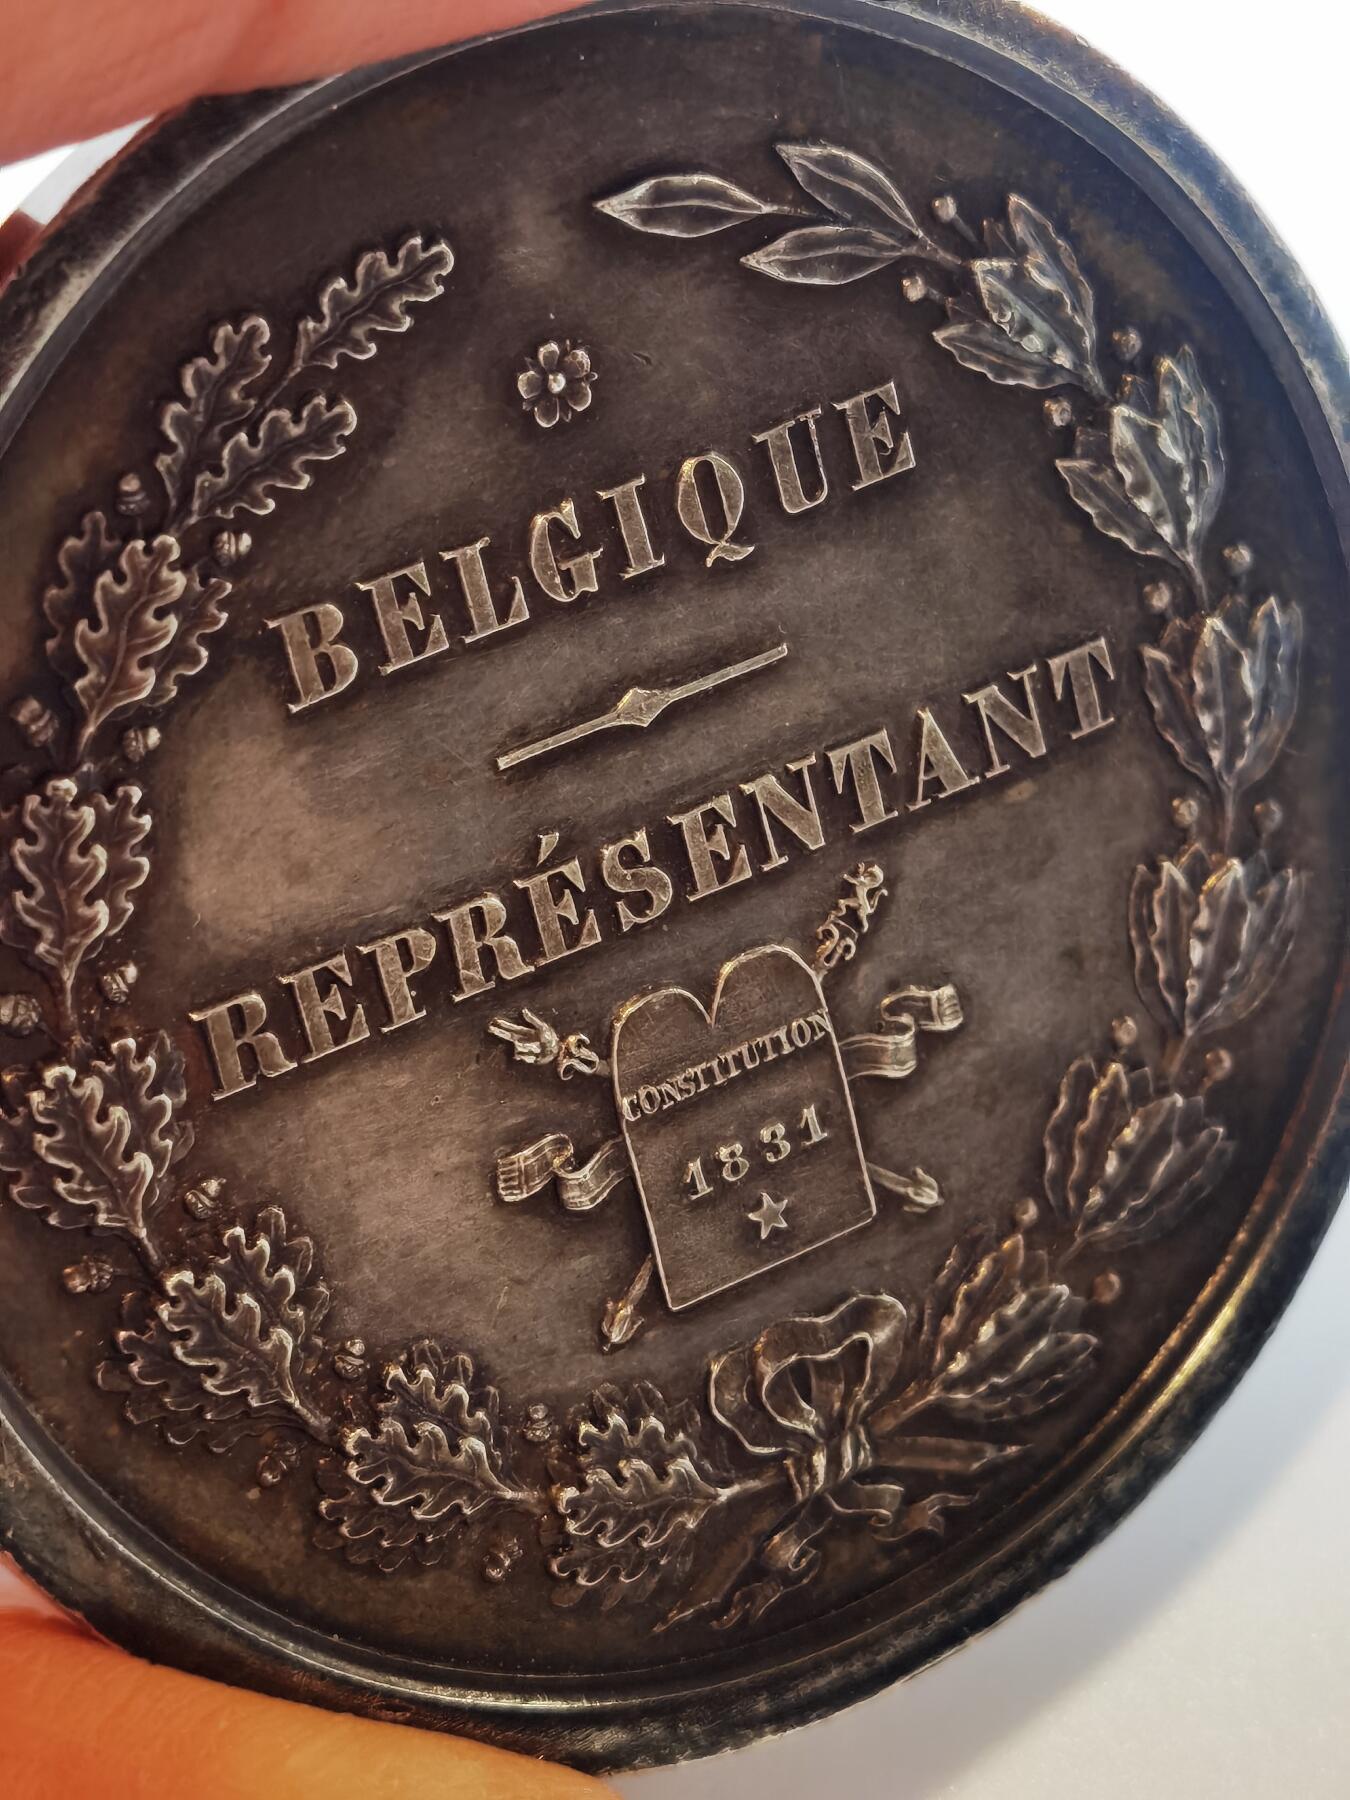 BELGIQUE
REPRÉSENTANT
CONSTITUTION
1831